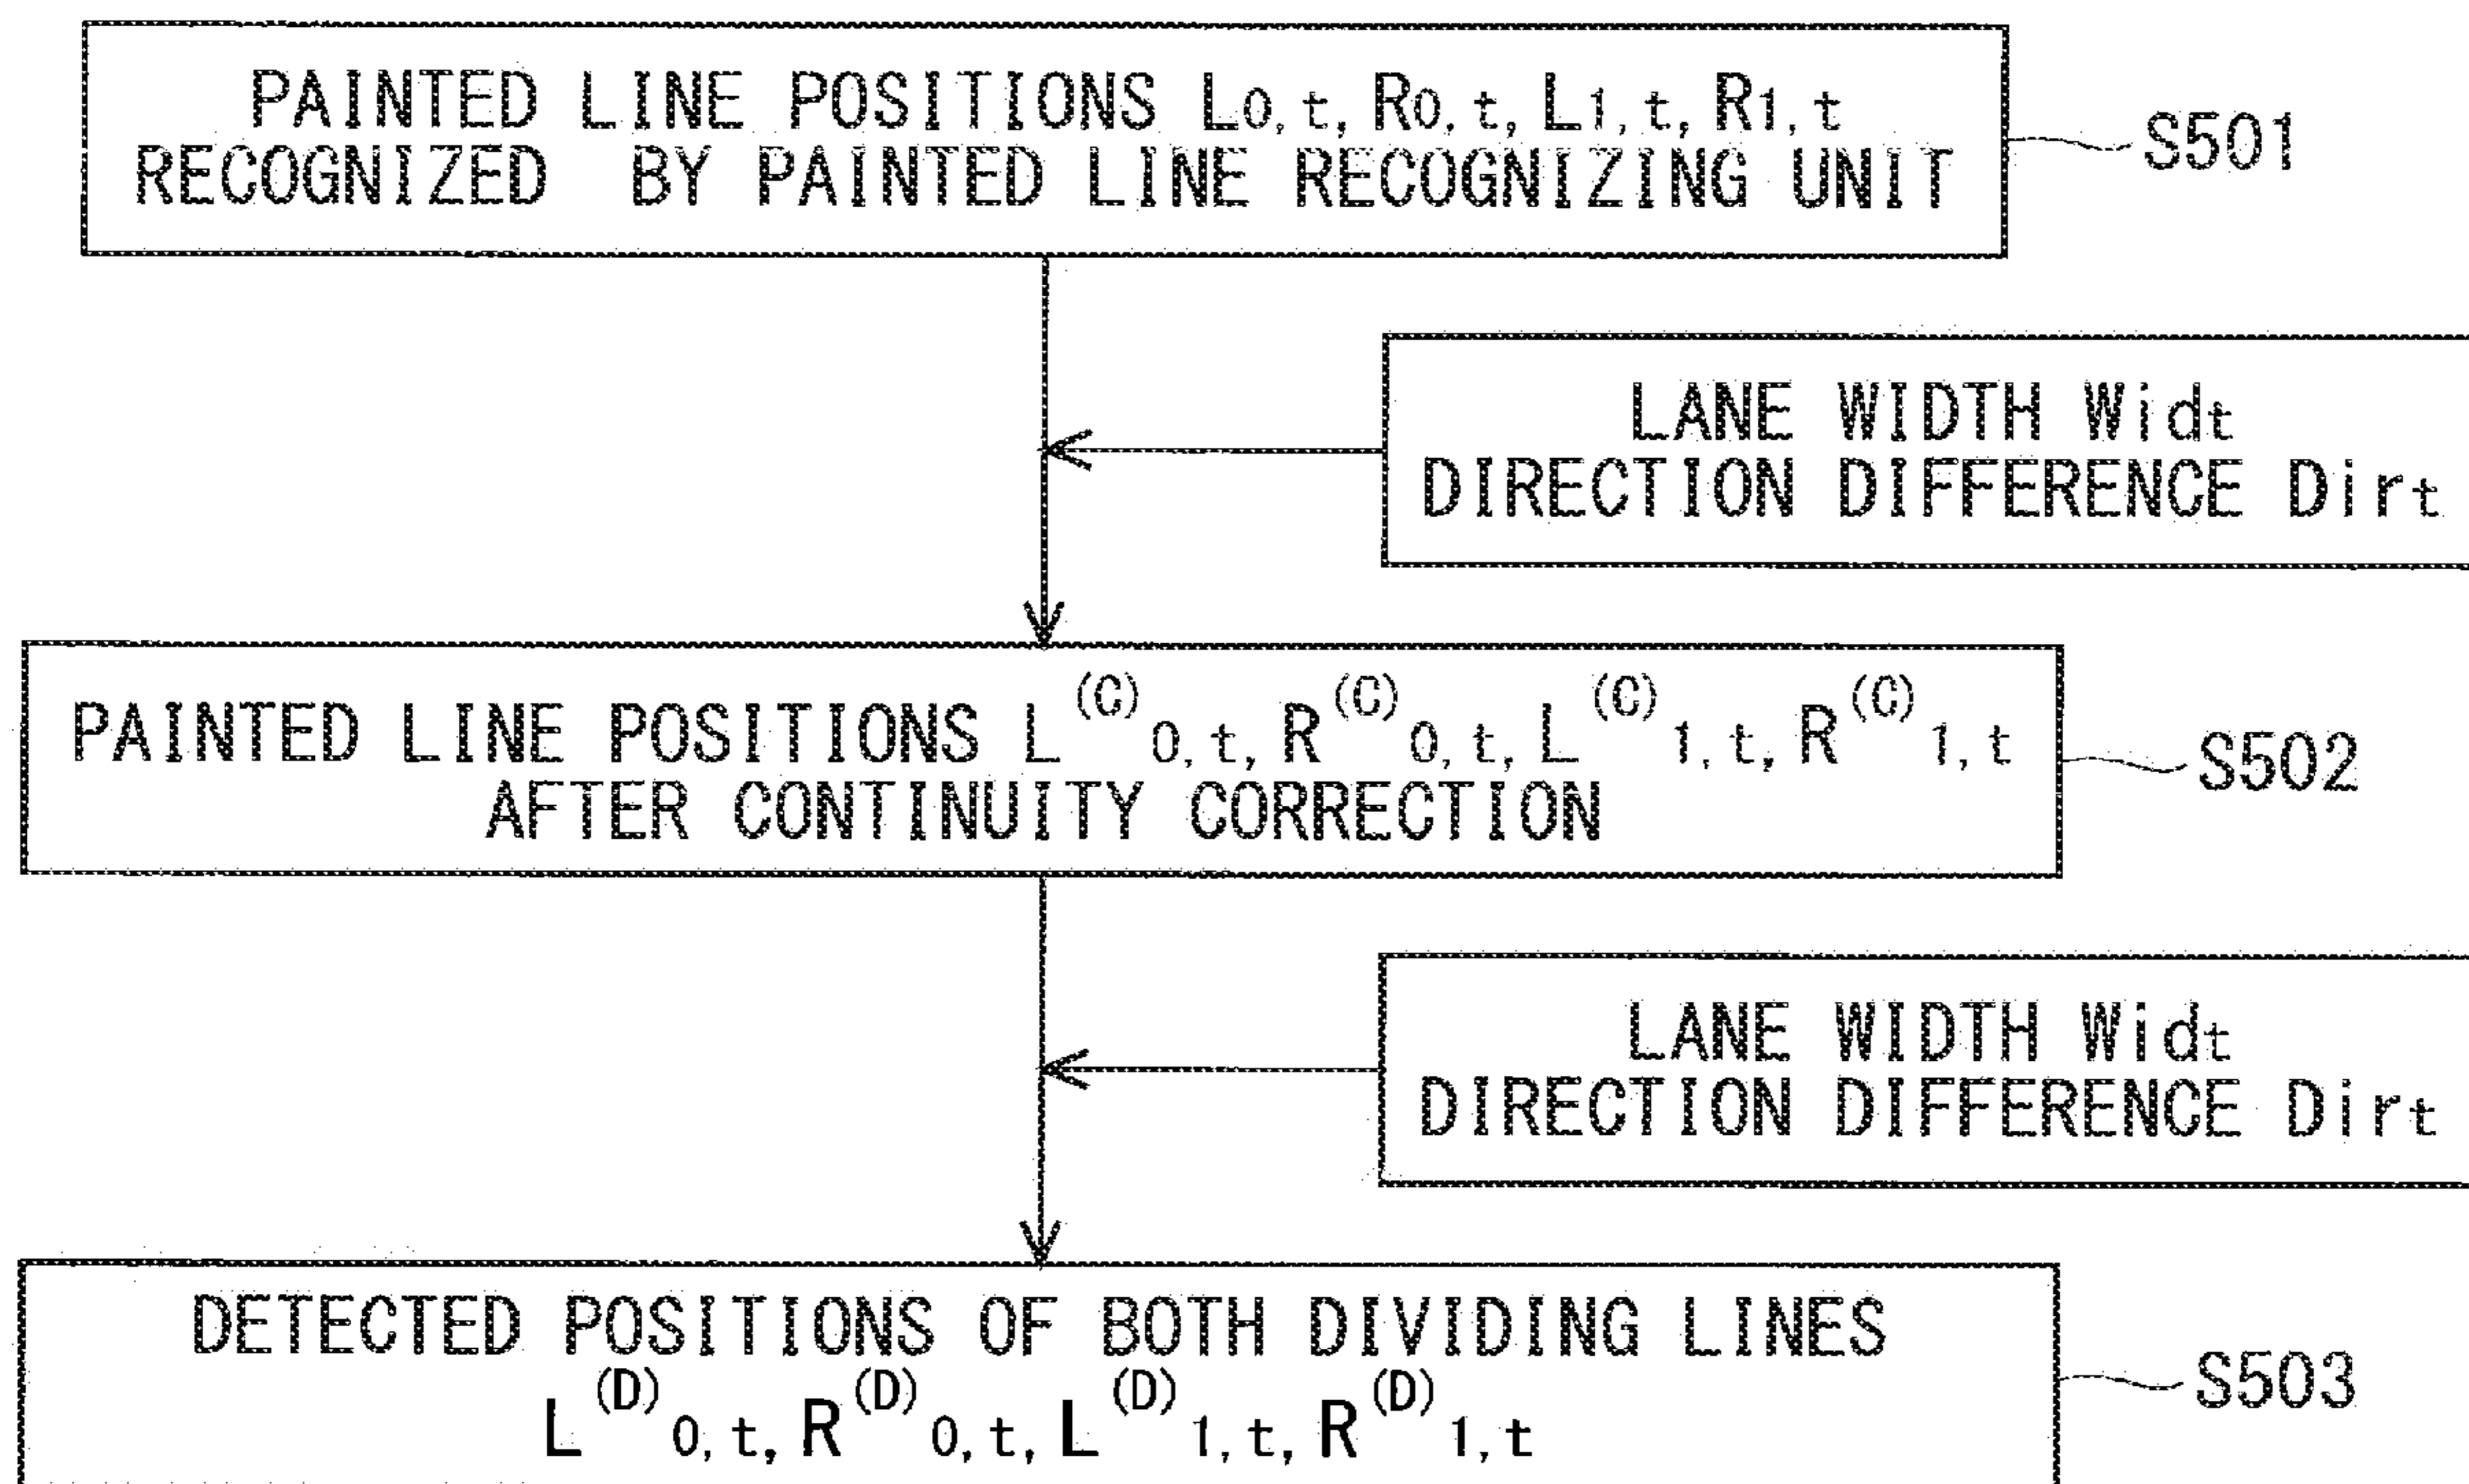 PAINTED LINE POSITIONS L0,t, R0,t, L1,t, R1,t
RECOGNIZED BY PAINTED LINE RECOGNIZING UNIT
S501
LANE WIDTH Widt
DIRECTION DIFFERENCE Dirt
PAINTED LINE POSITIONS L(C)0,t, R(C)0,t, L(C)1,t, R(C)1,t
AFTER CONTINUITY CORRECTION
S502
LANE WIDTH Widt
DIRECTION DIFFERENCE Dirt
DETECTED POSITIONS OF BOTH DIVIDING LINES
L(D)0,t, R(D)0,t, L(D)1,t, R(D)1,t
S503